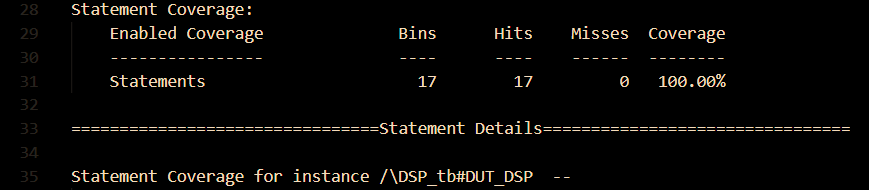 28 Statement Coverage:
29 Enabled Coverage Bins Hits Misses Coverage
30 ---------------- ---- ---- ------ --------
31 Statements 17 17 0 100.00%
32
33 ================================Statement Details================================
34
35 Statement Coverage for instance /\DSP_tb#DUT_DSP --